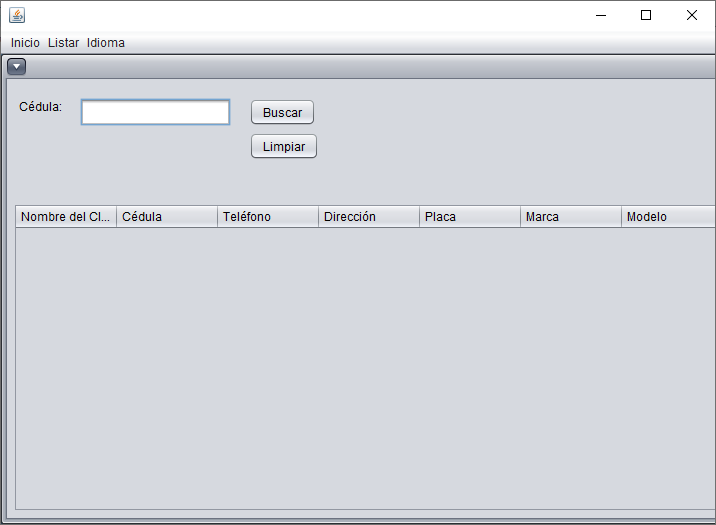 Inicio Listar Idioma
Cédula:
Buscar
Limpiar
Nombre del Cl... Cédula Teléfono Dirección Placa Marca Modelo